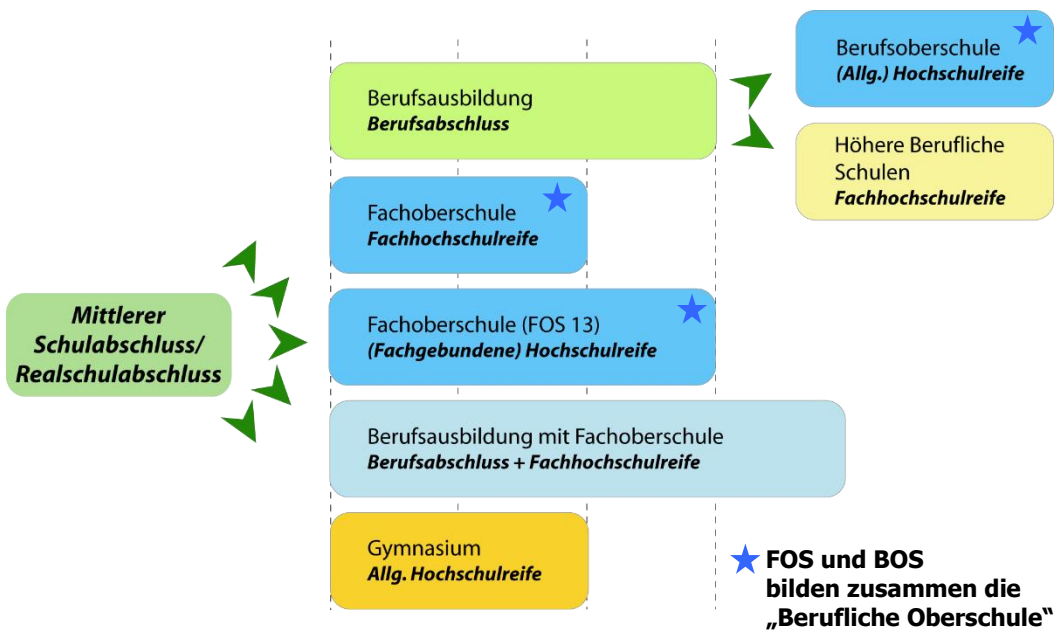 Mittlerer
Schulabschluss/
Realschulabschluss
Berufsausbildung
Berufsabschluss
Fachoberschule
Fachhochschulreife
Fachoberschule (FOS 13)
(Fachgebundene) Hochschulreife
Berufsausbildung mit Fachoberschule
Berufsabschluss + Fachhochschulreife
Gymnasium
Allg. Hochschulreife
Berufsoberschule
(Allg.) Hochschulreife
Höhere Berufliche
Schulen
Fachhochschulreife
FOS und BOS
bilden zusammen die
„Berufliche Oberschule“